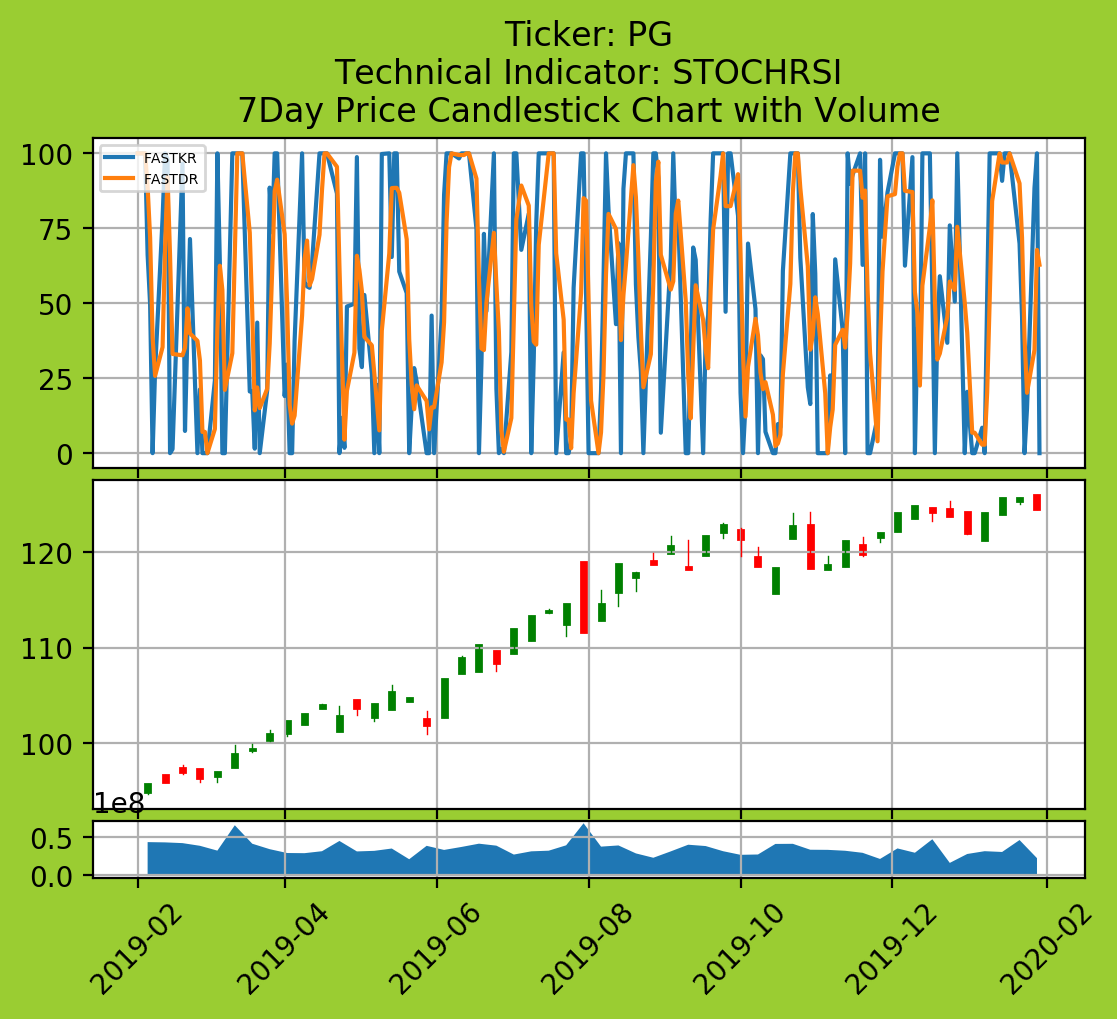 Ticker: PG
Technical Indicator: STOCHRSI
7Day Price Candlestick Chart with Volume
FASTKR
FASTDR
100
75
50
25
0
120
110
100
1e8
0.5
0.0
2019-02
2019-04
2019-06
2019-08
2019-10
2019-12
2020-02